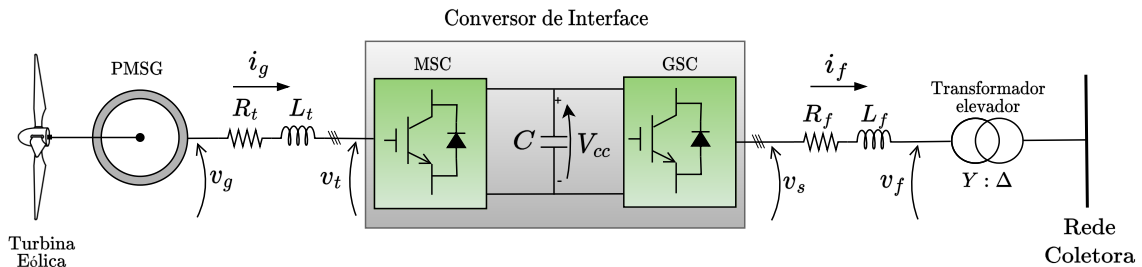 Conversor de Interface
PMSG
i_g
R_t
L_t
MSC
GSC
+
C
V_cc
-
i_f
R_f
L_f
Transformador
elevador
v_g
v_t
v_s
v_f
Y : Δ
Turbina
Eólica
Rede
Coletora